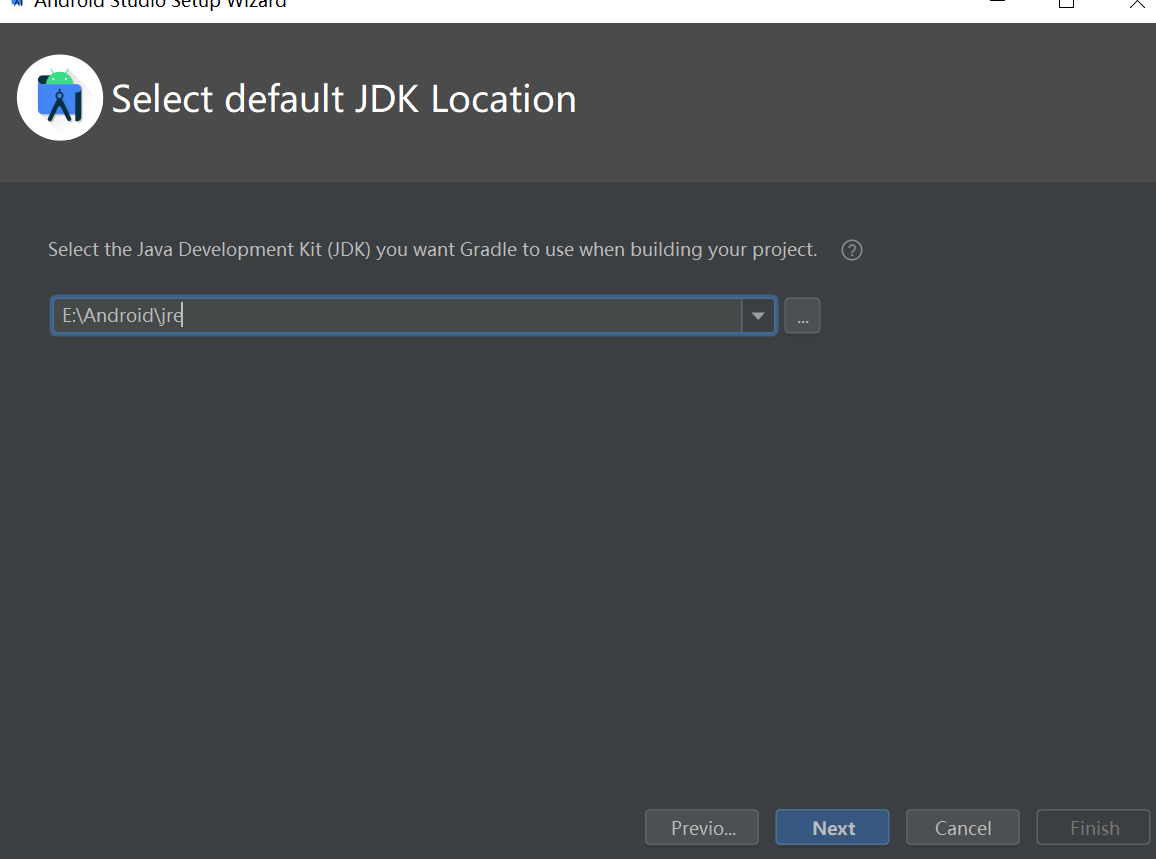 Android Studio Setup Wizard
Select default JDK Location
Select the Java Development Kit (JDK) you want Gradle to use when building your project. ?
E:\Android\jre
...
Previo... Next Cancel Finish